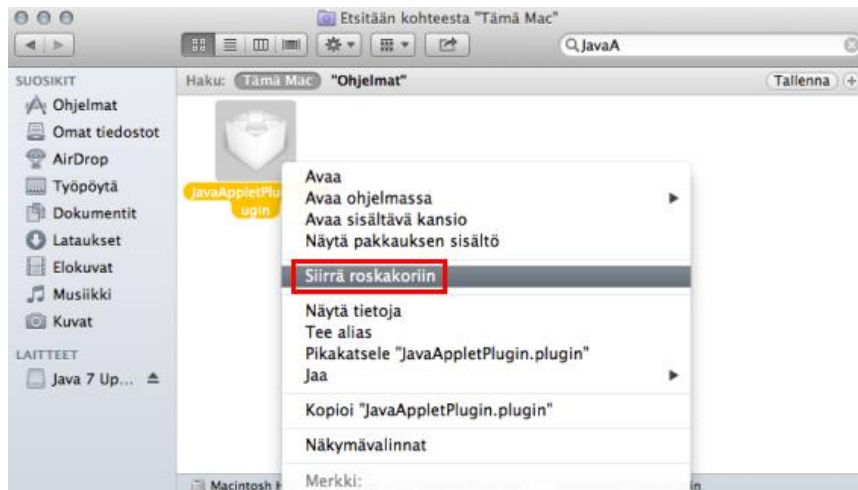 Etsitään kohteesta "Tämä Mac"
JavaA
SUOSIKIT
Ohjelmat
Omat tiedostot
AirDrop
Työpöytä
Dokumentit
Lataukset
Elokuvat
Musiikki
Kuvat
LAITTEET
Java 7 Up...
Haku: Tämä Mac "Ohjelmat"
Tallenna
JavaAppletPlu
ugin
Avaa
Avaa ohjelmassa
Avaa sisältävä kansio
Näytä pakkauksen sisältö
Siirrä roskakoriin
Näytä tietoja
Tee alias
Pikakatsele "JavaAppletPlugin.plugin"
Jaa
Kopioi "JavaAppletPlugin.plugin"
Näkymävalinnat
Merkki:
Macintosh H